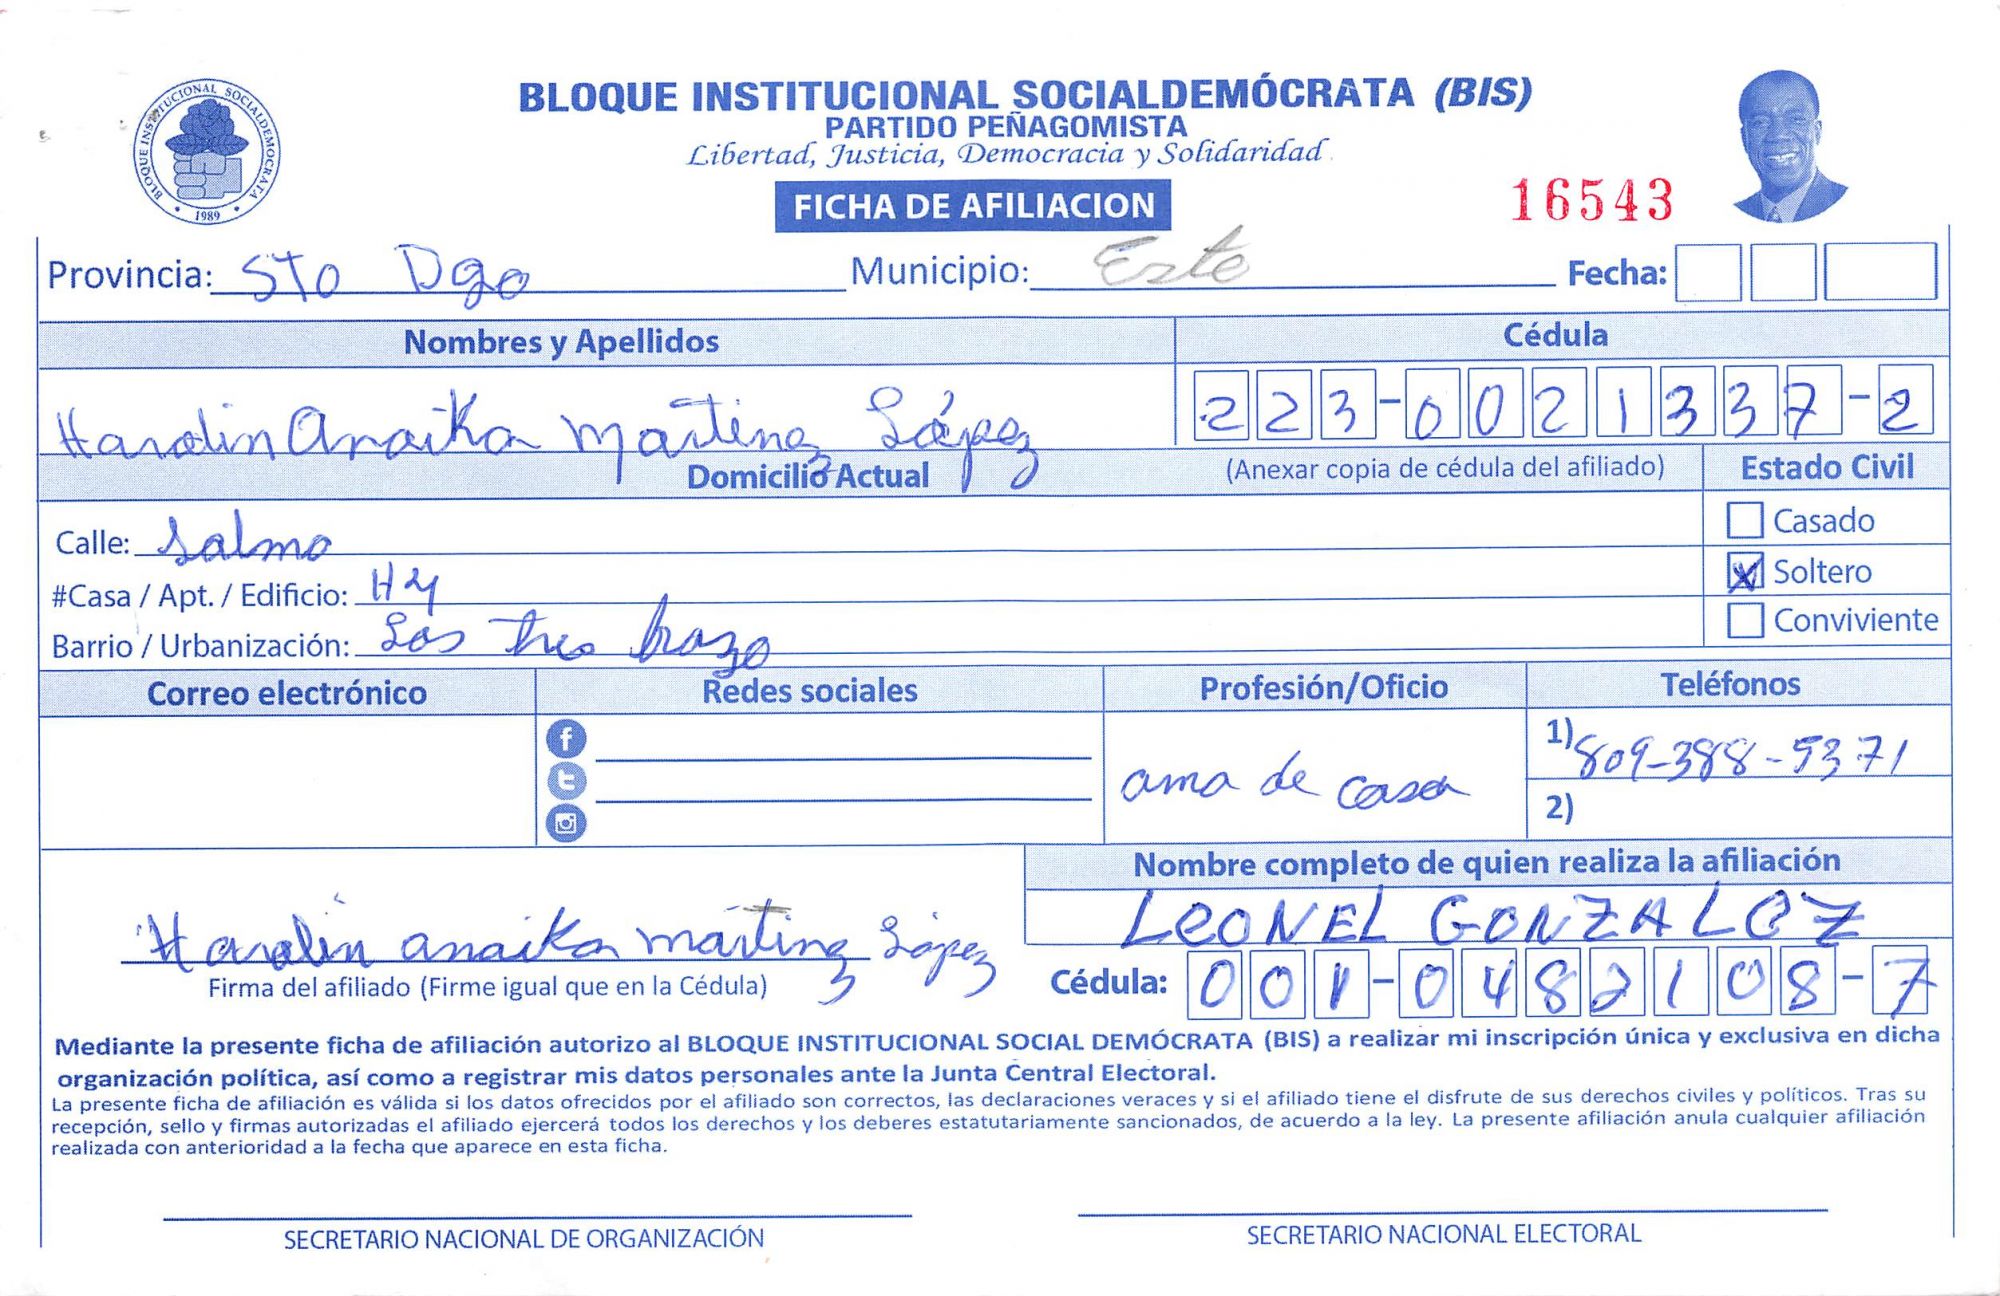 BLOQUE INSTITUCIONAL SOCIALDEMÓCRATA (BIS)
PARTIDO PEÑAGOMISTA
Libertad, Justicia, Democracia y Solidaridad
BLOQUE INSTITUCIONAL SOCIALDEMOCRATA
1989
FICHA DE AFILIACION
16543
Provincia: Sto Dgo Municipio: Este Fecha:
Nombres y Apellidos Cédula
Harolin Anaika Martinez López 223-0021337-2
Domicilio Actual (Anexar copia de cédula del afiliado) Estado Civil
Calle: Salmo Casado
#Casa / Apt. / Edificio: H4 Soltero
Barrio / Urbanización: Los tres brazo Conviviente
Correo electrónico Redes sociales Profesión/Oficio Teléfonos
ama de casa 1) 809-388-5371
2)
Nombre completo de quien realiza la afiliación
LEONEL GONZALEZ
Harolin anaika martinez López
Firma del afiliado (Firme igual que en la Cédula) Cédula: 001-0482108-7
Mediante la presente ficha de afiliación autorizo al BLOQUE INSTITUCIONAL SOCIAL DEMÓCRATA (BIS) a realizar mi inscripción única y exclusiva en dicha
organización política, así como a registrar mis datos personales ante la Junta Central Electoral.
La presente ficha de afiliación es válida si los datos ofrecidos por el afiliado son correctos, las declaraciones veraces y si el afiliado tiene el disfrute de sus derechos civiles y políticos. Tras su
recepción, sello y firmas autorizadas el afiliado ejercerá todos los derechos y los deberes estatutariamente sancionados, de acuerdo a la ley. La presente afiliación anula cualquier afiliación
realizada con anterioridad a la fecha que aparece en esta ficha.
SECRETARIO NACIONAL DE ORGANIZACIÓN SECRETARIO NACIONAL ELECTORAL